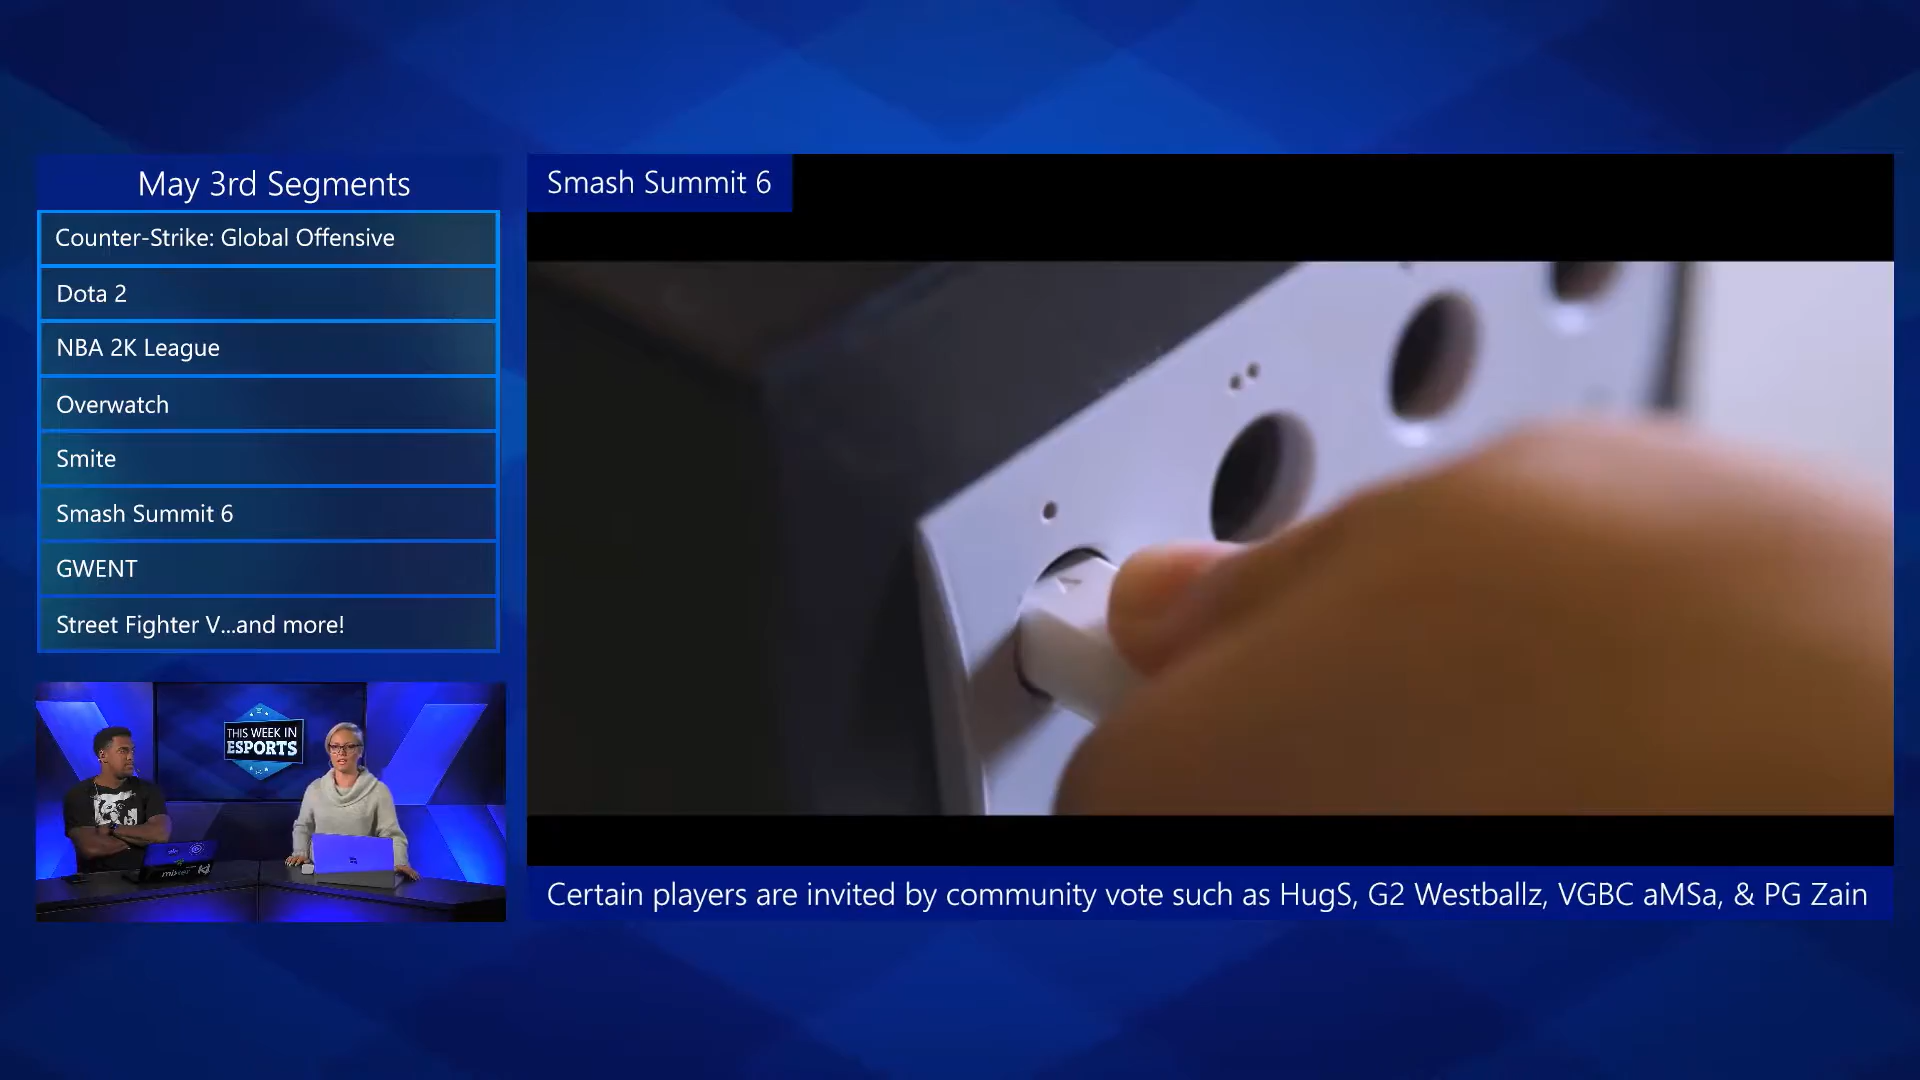 May 3rd Segments
Counter-Strike: Global Offensive
Dota 2
NBA 2K League
Overwatch
Smite
Smash Summit 6
GWENT
Street Fighter V...and more!
Smash Summit 6
THIS WEEK IN
ESPORTS
mixer
Certain players are invited by community vote such as HugS, G2 Westballz, VGBC aMSa, & PG Zain